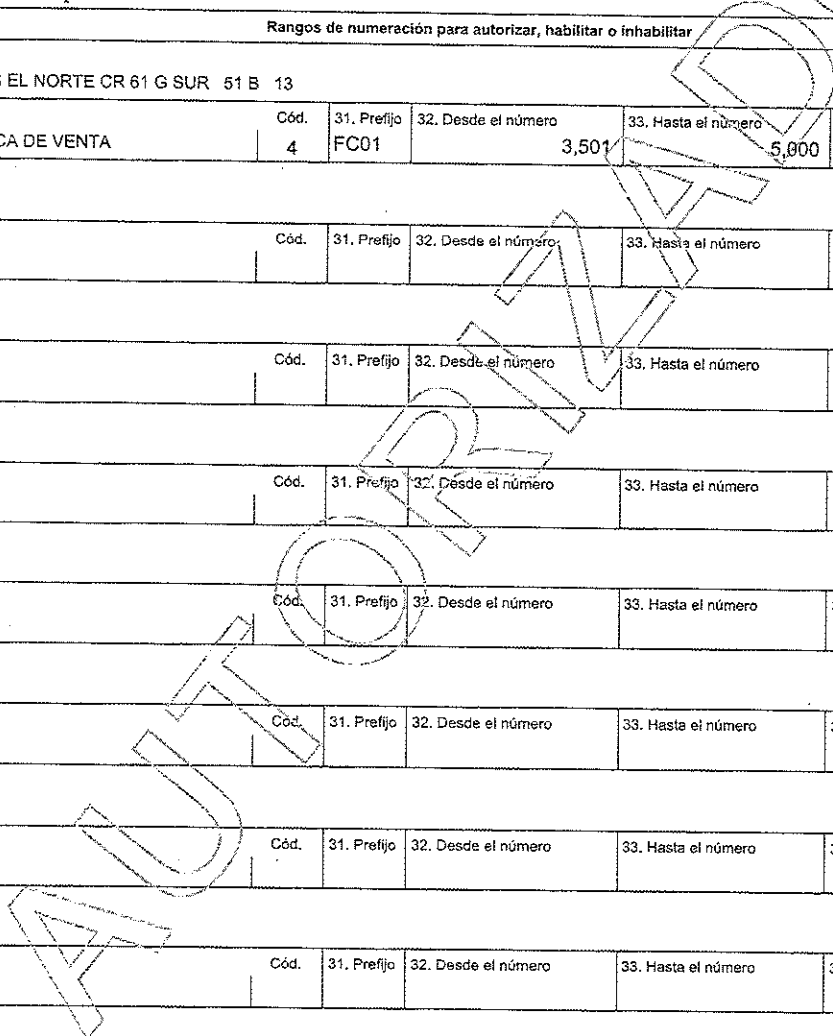 Rangos de numeración para autorizar, habilitar o inhabilitar
EL NORTE CR 61 G SUR 51 B 13
Cód. 31. Prefijo 32. Desde el número 33. Hasta el número
CA DE VENTA 4 FC01 3,501 5,000
Cód. 31. Prefijo 32. Desde el número 33. Hasta el número
Cód. 31. Prefijo 32. Desde el número 33. Hasta el número
Cód. 31. Prefijo 32. Desde el número 33. Hasta el número
Cód. 31. Prefijo 32. Desde el número 33. Hasta el número
Cód. 31. Prefijo 32. Desde el número 33. Hasta el número
Cód. 31. Prefijo 32. Desde el número 33. Hasta el número
Cód. 31. Prefijo 32. Desde el número 33. Hasta el número
AUTORIZAD